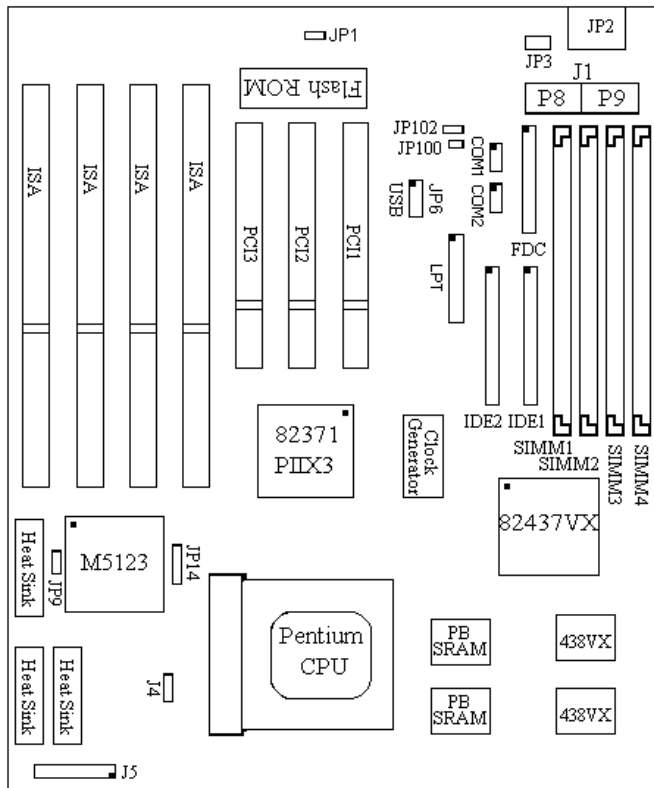 JP1
JP2
JP3
J1
P8
P9
Flash ROM
ISA
ISA
ISA
ISA
PCI3
PCI2
PCI1
JP102
JP100
COM1
COM2
JP6
USB
FDC
LPT
IDE2
IDE1
SIMM1
SIMM2
SIMM3
SIMM4
82371
PIIX3
Clock
Generator
82437VX
Heat Sink
JP9
M5123
JP14
Pentium
CPU
PB
SRAM
438VX
Heat Sink
Heat Sink
J4
PB
SRAM
438VX
J5